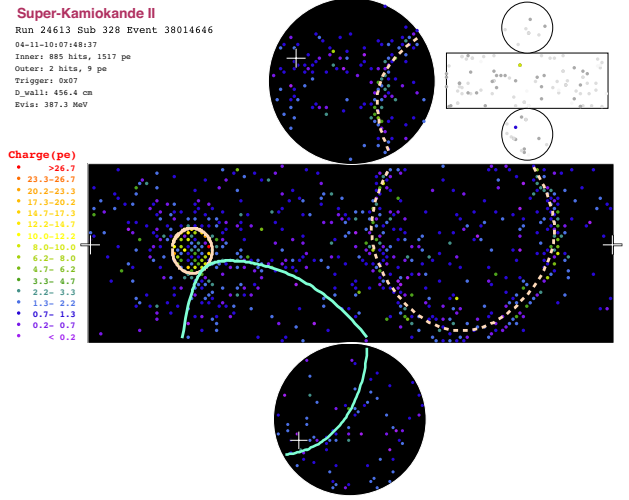 Super-Kamiokande II
Run 24613 Sub 328 Event 38014646
04-11-10:07:48:37
Inner: 885 hits, 1517 pe
Outer: 2 hits, 9 pe
Trigger: 0x07
D_wall: 456.4 cm
Evis: 387.3 MeV
Charge(pe)
>26.7
23.3-26.7
20.2-23.3
17.3-20.2
14.7-17.3
12.2-14.7
10.0-12.2
8.0-10.0
6.2- 8.0
4.7- 6.2
3.3- 4.7
2.2- 3.3
1.3- 2.2
0.7- 1.3
0.2- 0.7
< 0.2